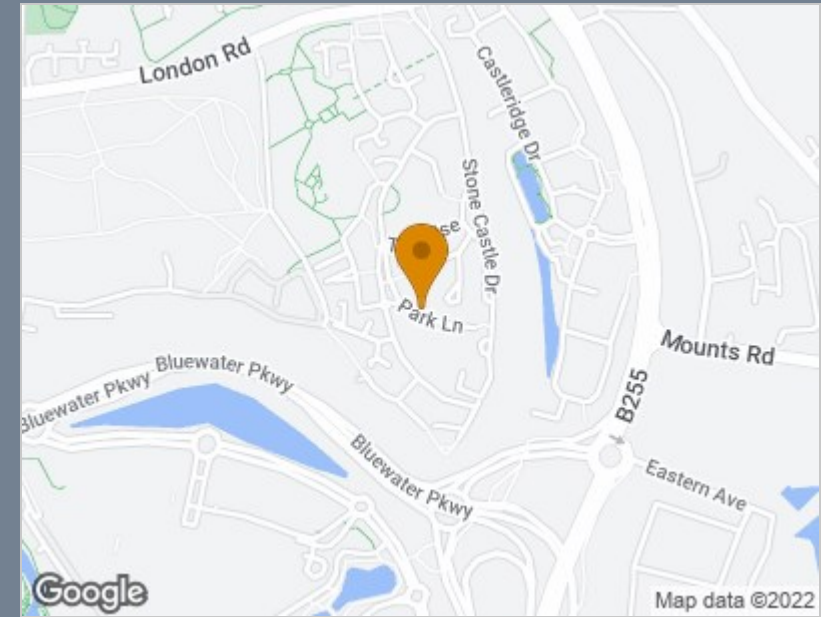 London Rd
Castleridge Dr
Stone Castle Dr
Park Ln
Mounts Rd
Bluewater Pkwy
Bluewater Pkwy
B255
Bluewater Pkwy
Eastern Ave
Google
Map data ©2022